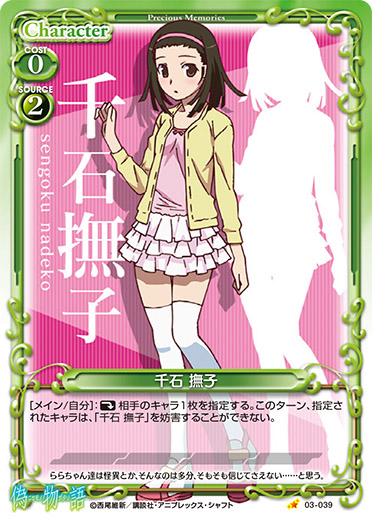 Precious Memories
Character
COST
0
SOURCE
2
千石撫子
sengoku nadeko
千石 撫子
[メイン/自分]：相手のキャラ1枚を指定する。このターン、指定さ
れたキャラは、「千石 撫子」を妨害することができない。
ららちゃん達は怪異とか、そんなのは多分、そもそも信じてさえない……と思う。
偽物語
©西尾維新／講談社・アニプレックス・シャフト
03-039